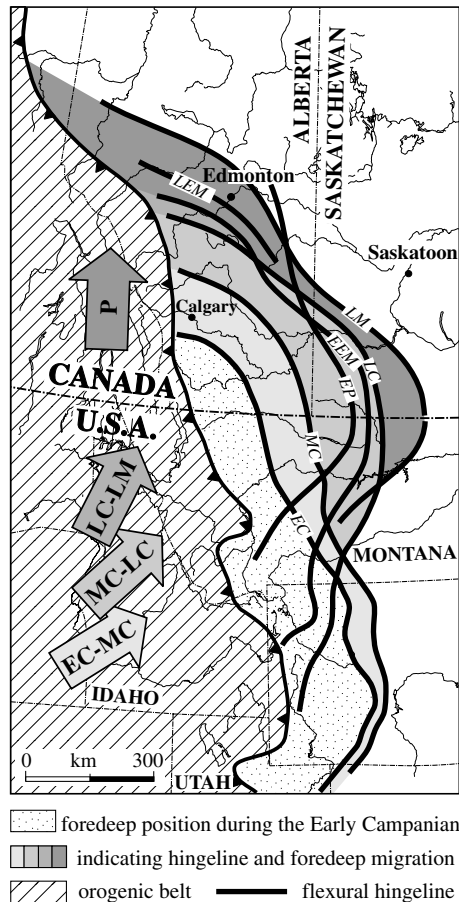 ALBERTA
SASKATCHEWAN
Edmonton
LEM
Saskatoon
P
Calgary
LM
EEM
LC
EP
CANADA
U.S.A.
MC
LC-LM
EC
MONTANA
MC-LC
EC-MC
IDAHO
0 km 300
UTAH
foredeep position during the Early Campanian
indicating hingeline and foredeep migration
orogenic belt
flexural hingeline